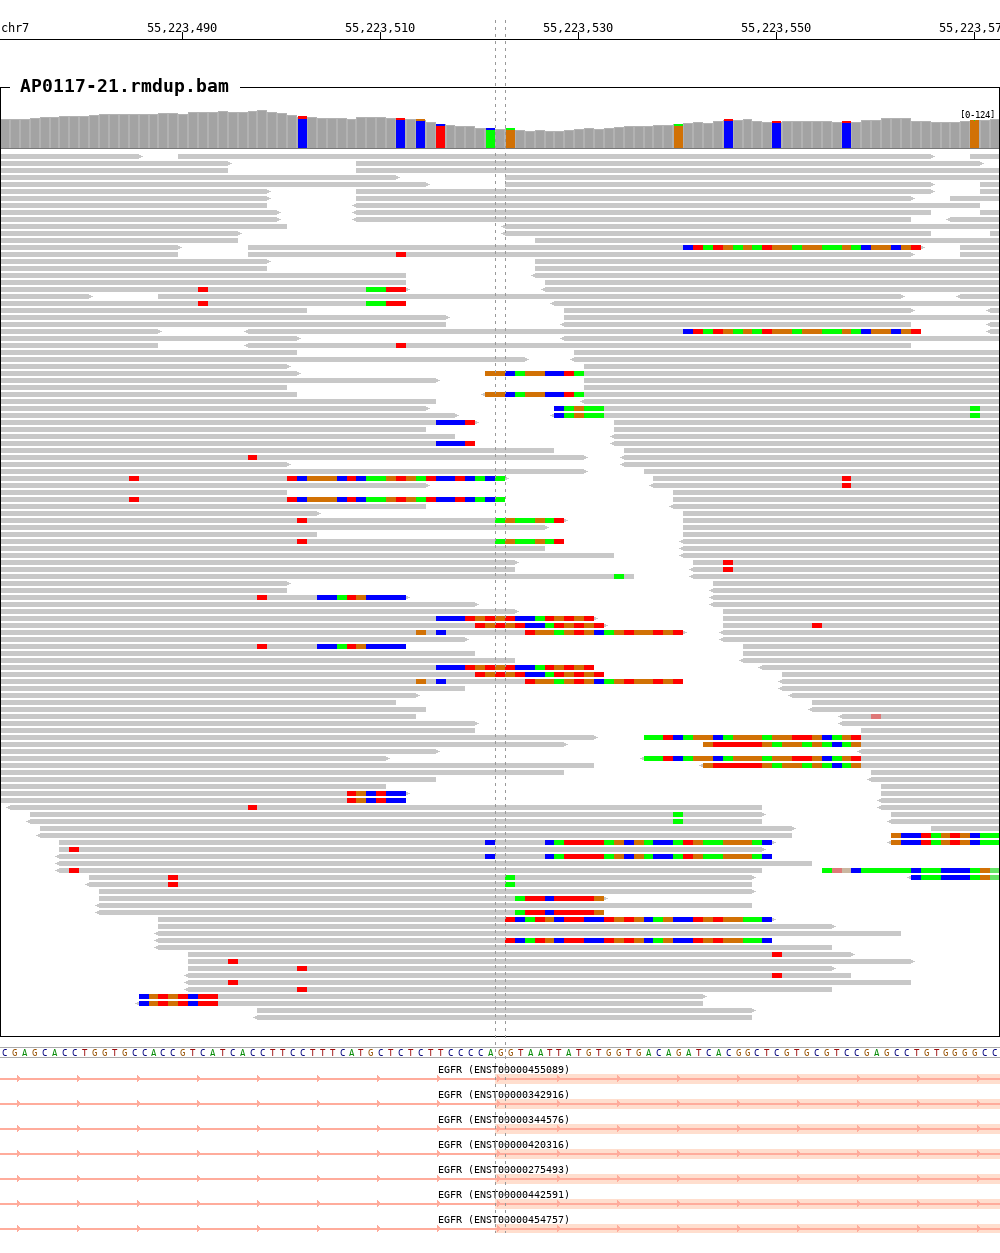 chr7 55,223,490 55,223,510 55,223,530 55,223,550 55,223,57
AP0117-21.rmdup.bam
[0-124]
CGAGCACCTGGTGCCACCGTCATCACCTTCCTTTCATGCTCTCTTCCCCAGGTAATTATGTGGTGACAGATCACGGCTCGTGCGTCCGAGCCTGTGGGGCC
EGFR (ENST00000455089)
EGFR (ENST00000342916)
EGFR (ENST00000344576)
EGFR (ENST00000420316)
EGFR (ENST00000275493)
EGFR (ENST00000442591)
EGFR (ENST00000454757)